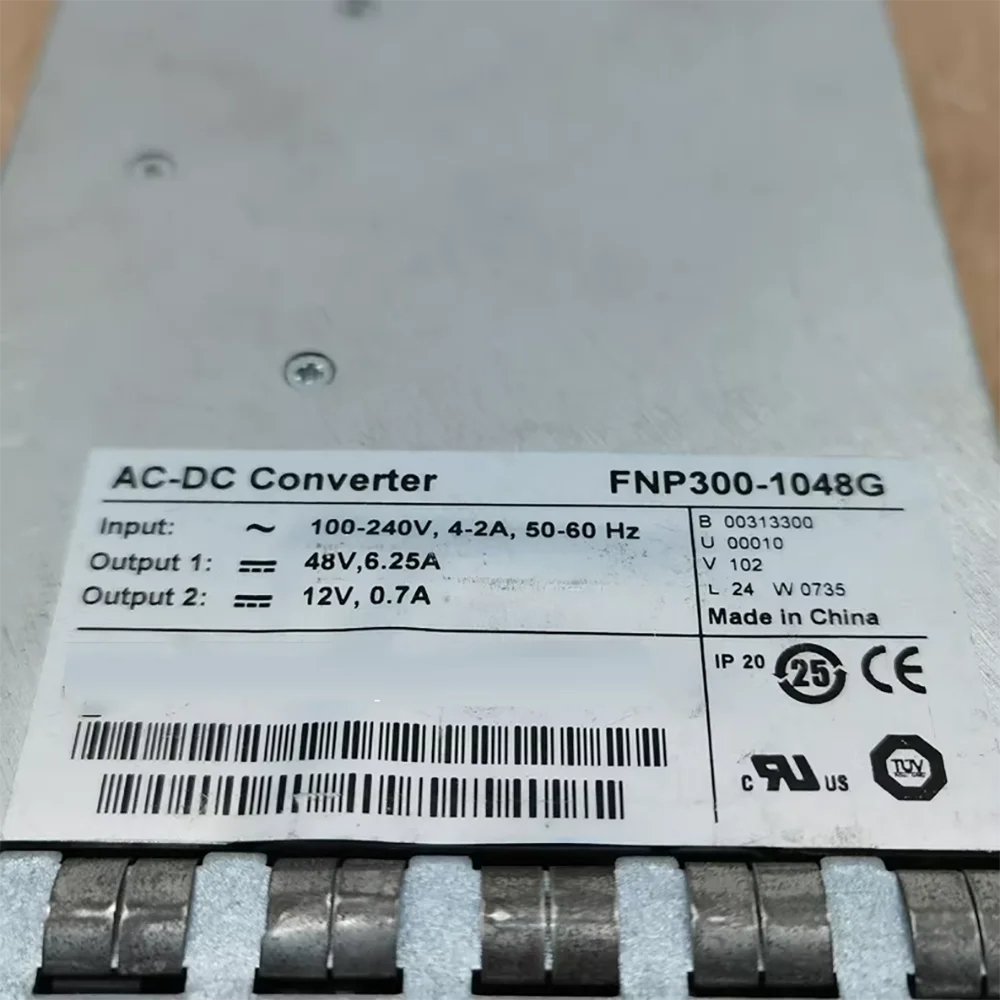 AC-DC Converter FNP300-1048G
Input: ~ 100-240V, 4-2A, 50-60 Hz
Output 1: 48V,6.25A
Output 2: 12V, 0.7A
B 00313300
U 00010
V 102
L 24 W 0735
Made in China
IP 20 25 CE
c RU US
TÜV